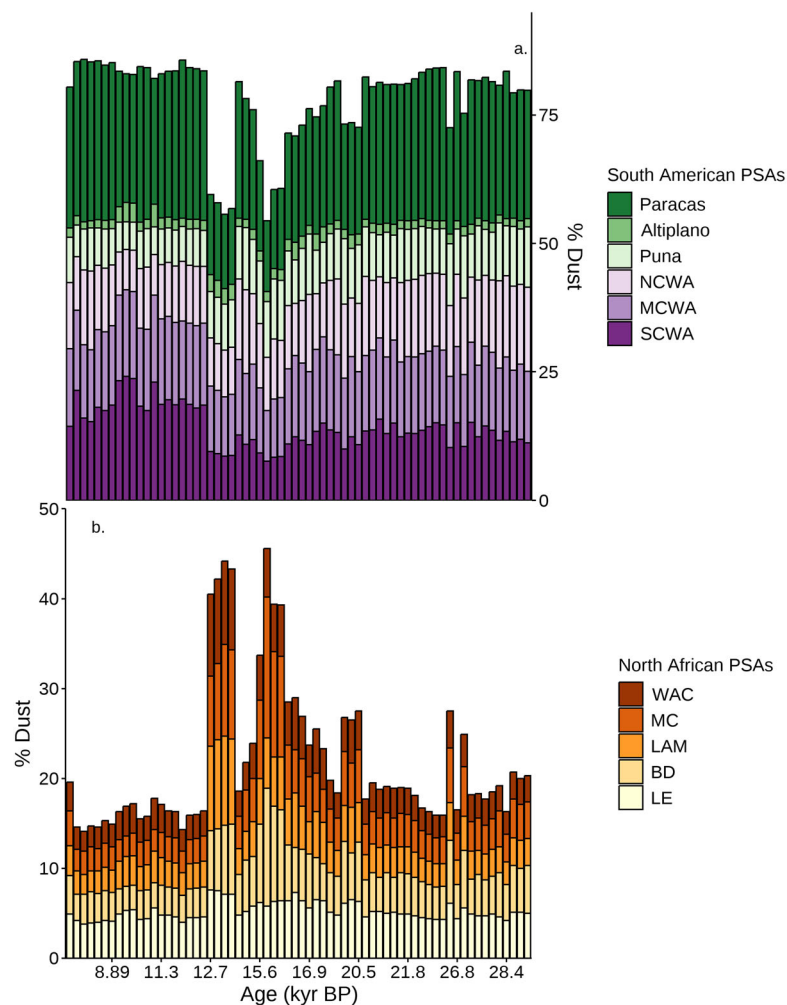 a.
75
50
25
0
% Dust
South American PSAs
Paracas
Altiplano
Puna
NCWA
MCWA
SCWA
b.
50
40
30
20
10
0
% Dust
8.89 11.3 12.7 15.6 16.9 20.5 21.8 26.8 28.4
Age (kyr BP)
North African PSAs
WAC
MC
LAM
BD
LE